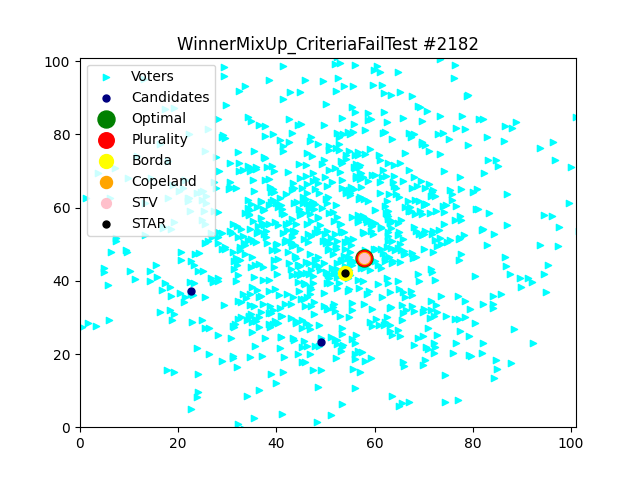 WinnerMixUp_CriteriaFailTest #2182
100
80
60
40
20
0
Voters
Candidates
Optimal
Plurality
Borda
Copeland
STV
STAR
0 20 40 60 80 100